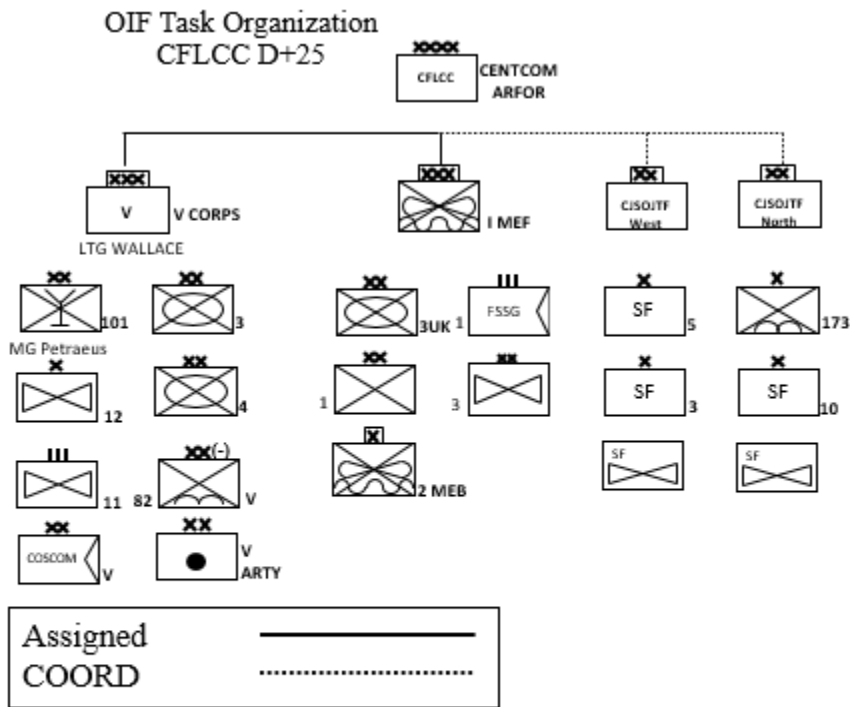 OIF Task Organization
CFLCC D+25
XXXX
CFLCC
CENTCOM
ARFOR
XXX
V
V CORPS
LTG WALLACE
XXX
I MEF
XX
CJSOJTF
West
XX
CJSOJTF
North
XX
101
MG Petraeus
XX
3
XX
3UK
III
1
FSSG
X
SF
5
X
173
X
12
XX
4
XX
1
XX
3
X
SF
3
X
SF
10
III
11
XX(-)
82
V
X
2 MEB
SF
SF
XX
COSCOM
V
XX
V
ARTY
Assigned
COORD